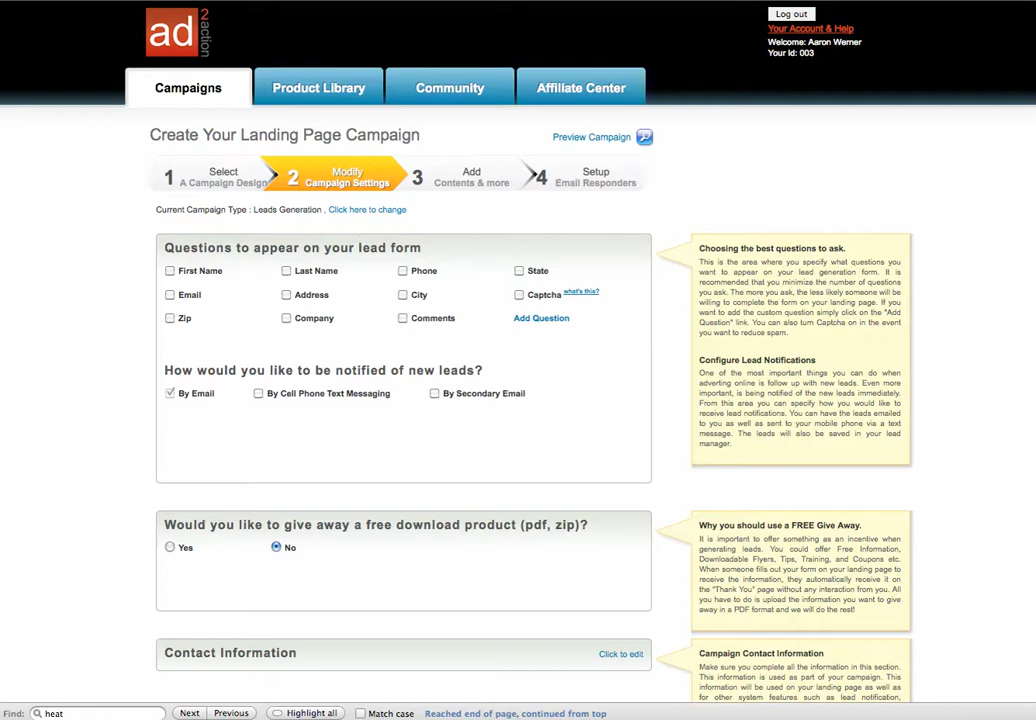 ad
2
action
Log out
Your Account & Help
Welcome: Aaron Werner
Your Id: 003
Campaigns
Product Library
Community
Affiliate Center
Create Your Landing Page Campaign
Preview Campaign
1 Select
A Campaign Design
2 Modify
Campaign Settings
3 Add
Contents & more
4 Setup
Email Responders
Current Campaign Type : Leads Generation , Click here to change
Questions to appear on your lead form
First Name Last Name Phone State
Email Address City Captcha what's this?
Zip Company Comments Add Question
How would you like to be notified of new leads?
By Email By Cell Phone Text Messaging By Secondary Email
Choosing the best questions to ask.
This is the area where you specify what questions you
want to appear on your lead generation form. It is
recommended that you minimize the number of questions
you ask. The more you ask, the less likely someone will be
willing to complete the form on your landing page. If you
want to add the custom question simply click on the "Add
Question" link. You can also turn Captcha on in the event
you want to reduce spam.
Configure Lead Notifications
One of the most important things you can do when
adverting online is follow up with new leads. Even more
important, is being notified of the new leads immediately.
From this area you can specify how you would like to
receive lead notifications. You can have the leads emailed
to you as well as sent to your mobile phone via a text
message. The leads will also be saved in your lead
manager.
Would you like to give away a free download product (pdf, zip)?
Yes No
Why you should use a FREE Give Away.
It is important to offer something as an incentive when
generating leads. You could offer Free Information,
Downloadable Flyers, Tips, Training, and Coupons etc.
When someone fills out your form on your landing page to
receive the information, they automatically receive it on
the "Thank You" page without any interaction from you. All
you have to do is upload the information you want to give
away in a PDF format and we will do the rest!
Contact Information
Click to edit
Campaign Contact Information
Make sure you complete all the information in this section.
This information is used as part of your campaign. This
information will be used on your landing page as well as
for other system features such as lead notification,
Find: heat Next Previous Highlight all Match case Reached end of page, continued from top